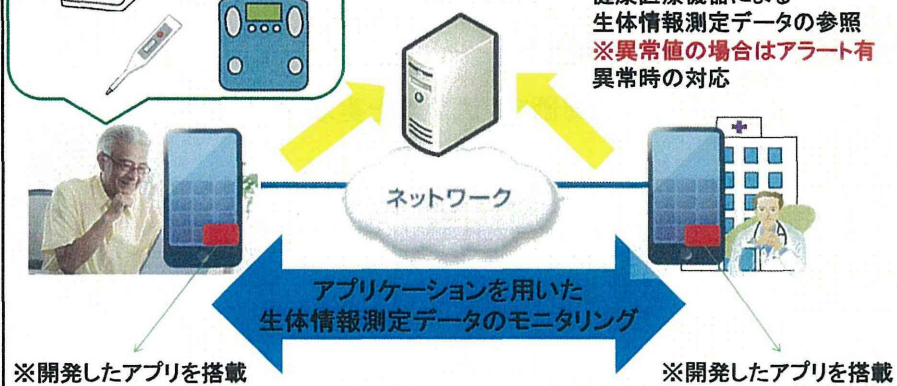 健康医療機器による
生体情報測定データの参照
※異常値の場合はアラート有
異常時の対応
ネットワーク
アプリケーションを用いた
生体情報測定データのモニタリング
※開発したアプリを搭載
※開発したアプリを搭載